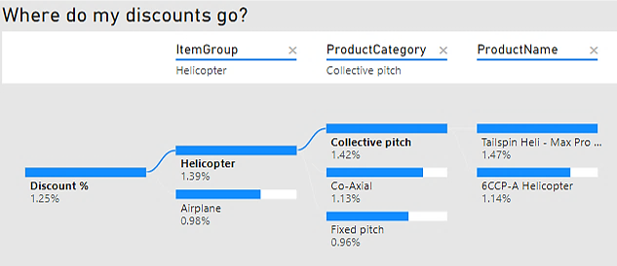 Where do my discounts go?
ItemGroup ×
Helicopter
ProductCategory ×
Collective pitch
ProductName ×
Discount %
1.25%
Helicopter
1.39%
Airplane
0.98%
Collective pitch
1.42%
Co-Axial
1.13%
Fixed pitch
0.96%
Tailspin Heli - Max Pro ...
1.47%
6CCP-A Helicopter
1.14%